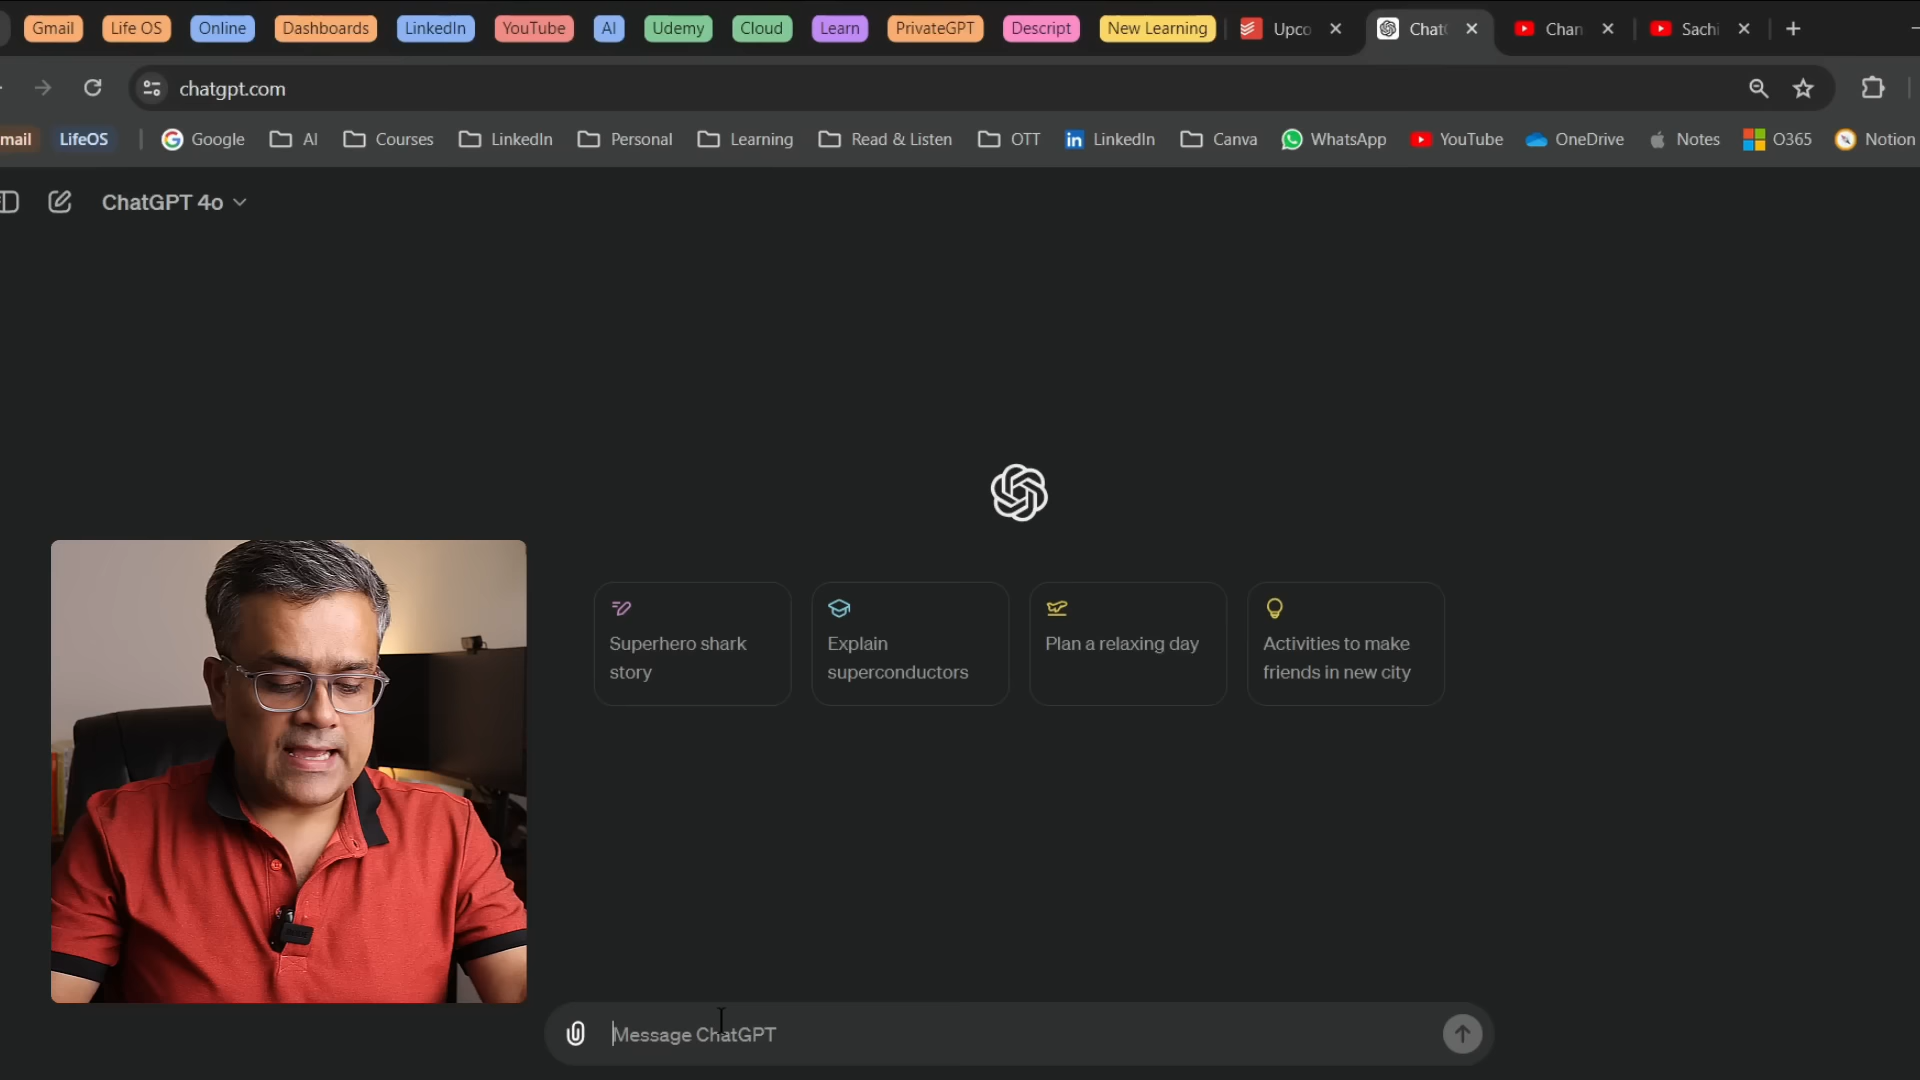 Gmail
Life OS
Online
Dashboards
LinkedIn
YouTube
AI
Udemy
Cloud
Learn
PrivateGPT
Descript
New Learning
Upco
Chat
Chan
Sachi
chatgpt.com
mail
LifeOS
Google
AI
Courses
LinkedIn
Personal
Learning
Read & Listen
OTT
LinkedIn
Canva
WhatsApp
YouTube
OneDrive
Notes
O365
Notion
ChatGPT 4o
Superhero shark
story
Explain
superconductors
Plan a relaxing day
Activities to make
friends in new city
Message ChatGPT